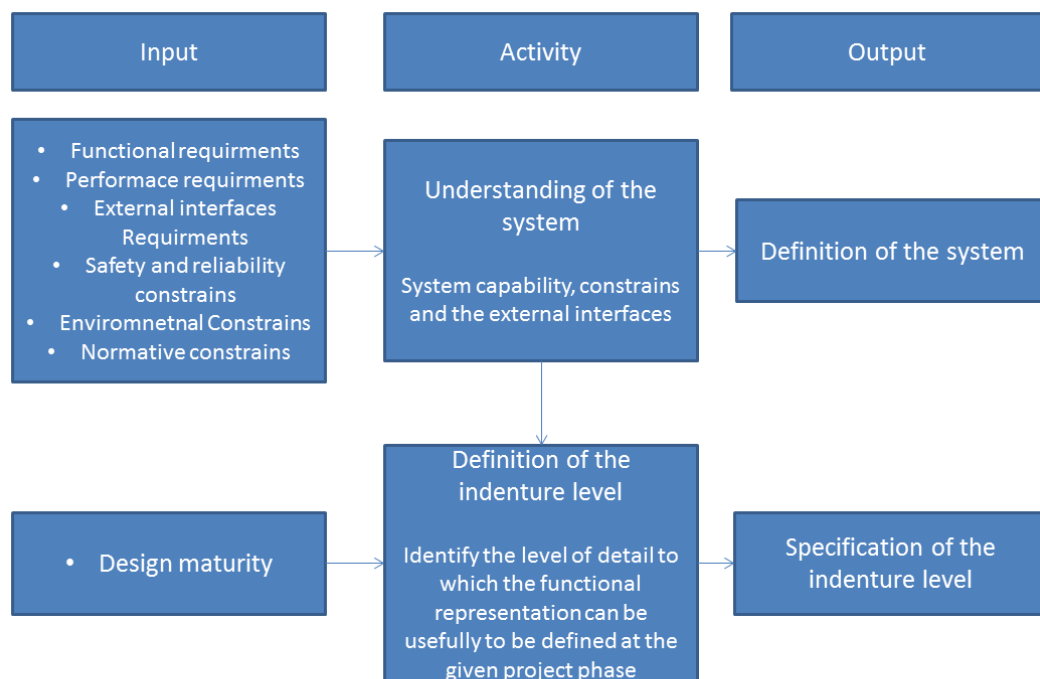 Input
Activity
Output
• Functional requirments
• Performace requirments
• External interfaces
Requirments
• Safety and reliability
constrains
• Enviromnetnal Constrains
• Normative constrains
Understanding of the
system
System capability, constrains
and the external interfaces
Definition of the system
• Design maturity
Definition of the
indenture level
Identify the level of detail to
which the functional
representation can be
usefully to be defined at the
given project phase
Specification of the
indenture level